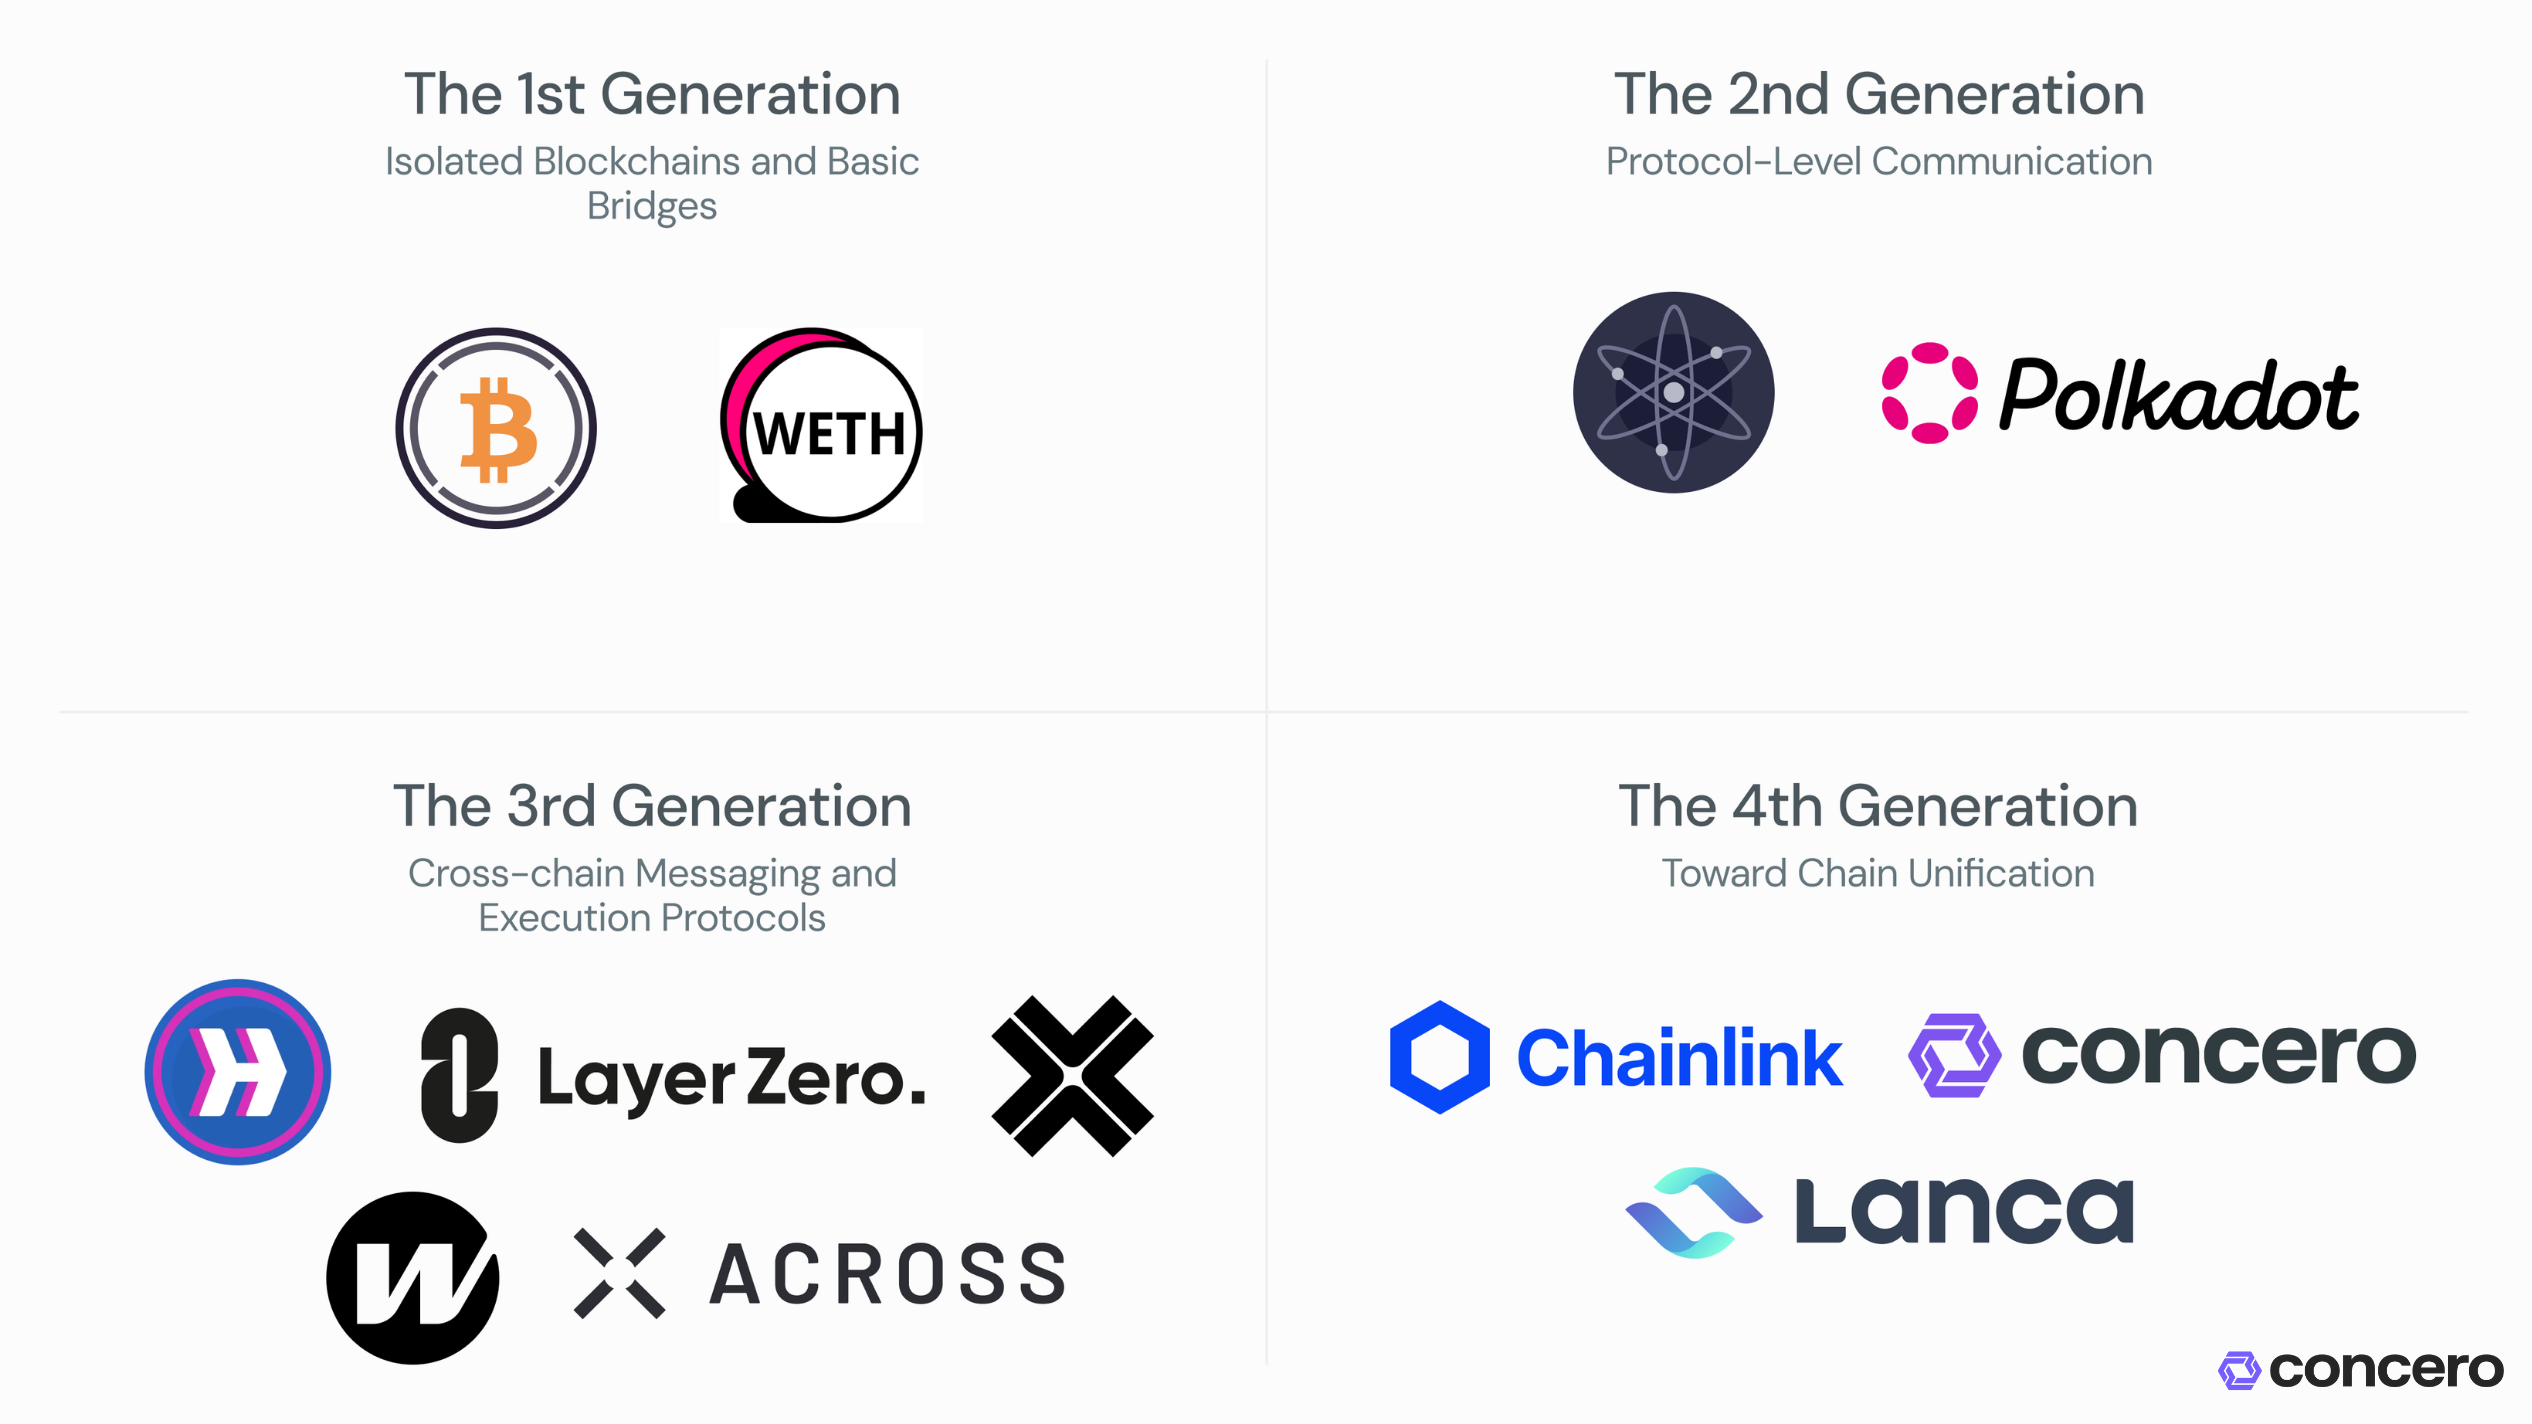 The 1st Generation
Isolated Blockchains and Basic
Bridges
WETH
The 2nd Generation
Protocol-Level Communication
Polkadot
The 3rd Generation
Cross-chain Messaging and
Execution Protocols
LayerZero.
ACROSS
The 4th Generation
Toward Chain Unification
Chainlink
concero
Lanca
concero